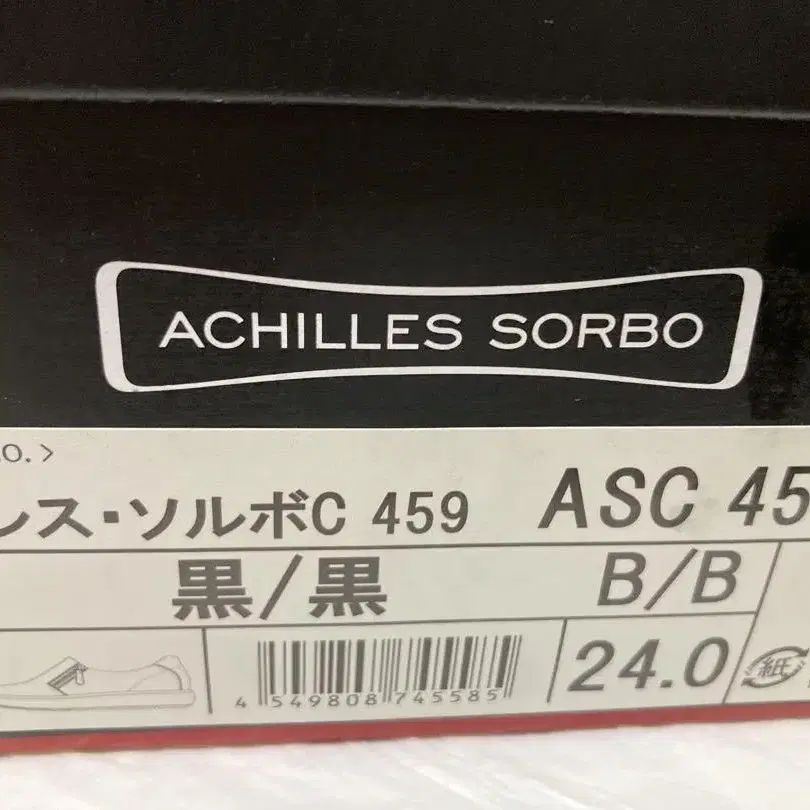 ACHILLES SORBO
O.>
レス・ソルボC 459 ASC 45
黒/黒 B/B
4 549808 745585 24.0 紙